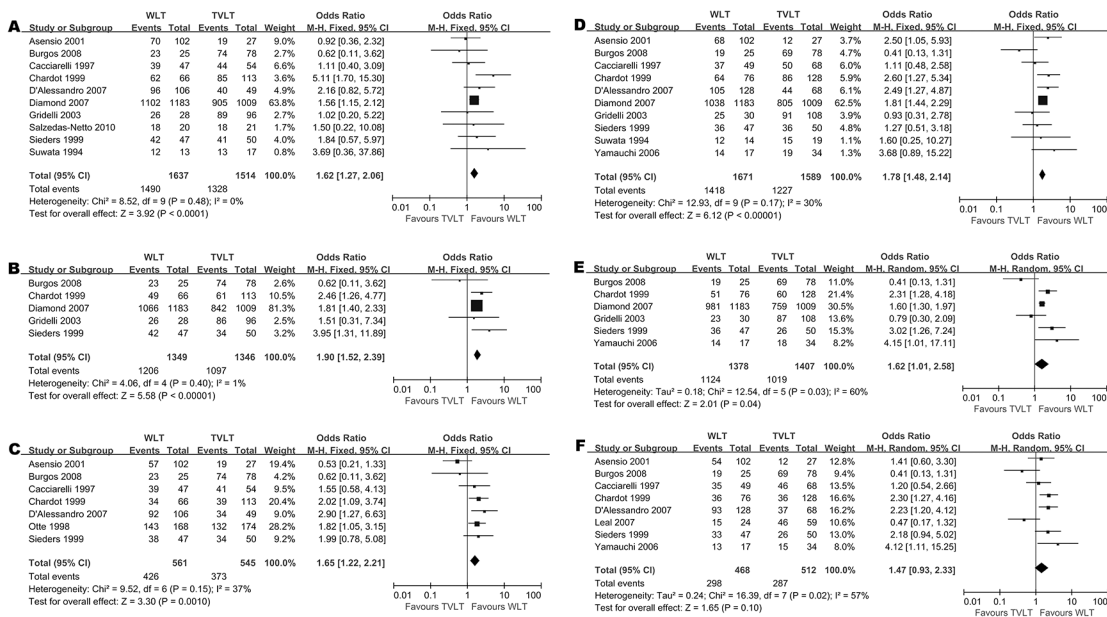 A
WLT TVLT Odds Ratio Odds Ratio
Study or Subgroup Events Total Events Total Weight M-H. Fixed. 95% CI M-H. Fixed. 95% CI
Asensio 2001 70 102 19 27 9.0% 0.92 [0.36, 2.32]
Burgos 2008 23 25 74 78 2.7% 0.62 [0.11, 3.62]
Cacciarelli 1997 39 47 44 54 6.6% 1.11 [0.40, 3.09]
Chardot 1999 62 66 85 113 3.4% 5.11 [1.70, 15.30]
D'Alessandro 2007 96 106 40 49 4.2% 2.16 [0.82, 5.72]
Diamond 2007 1102 1183 905 1009 63.8% 1.56 [1.15, 2.12]
Gridelli 2003 26 28 89 96 3.0% 1.02 [0.20, 5.22]
Salzedas-Netto 2010 18 20 18 21 1.6% 1.50 [0.22, 10.08]
Sieders 1999 42 47 41 50 4.7% 1.84 [0.57, 5.97]
Suwata 1994 12 13 13 17 0.8% 3.69 [0.36, 37.86]
Total (95% CI) 1637 1514 100.0% 1.62 [1.27, 2.06]
Total events 1490 1328
Heterogeneity: Chi² = 8.52, df = 9 (P = 0.48); I² = 0%
Test for overall effect: Z = 3.92 (P < 0.0001)
0.01 0.1 1 10 100
Favours TVLT Favours WLT
B
WLT TVLT Odds Ratio Odds Ratio
Study or Subgroup Events Total Events Total Weight M-H. Fixed. 95% CI M-H. Fixed. 95% CI
Burgos 2008 23 25 74 78 2.6% 0.62 [0.11, 3.62]
Chardot 1999 49 66 61 113 10.3% 2.46 [1.26, 4.77]
Diamond 2007 1066 1183 842 1009 81.3% 1.81 [1.40, 2.33]
Gridelli 2003 26 28 86 96 2.5% 1.51 [0.31, 7.34]
Sieders 1999 42 47 34 50 3.2% 3.95 [1.31, 11.89]
Total (95% CI) 1349 1346 100.0% 1.90 [1.52, 2.39]
Total events 1206 1097
Heterogeneity: Chi² = 4.06, df = 4 (P = 0.40); I² = 1%
Test for overall effect: Z = 5.58 (P < 0.00001)
0.01 0.1 1 10 100
Favours TVLT Favours WLT
C
WLT TVLT Odds Ratio Odds Ratio
Study or Subgroup Events Total Events Total Weight M-H. Fixed. 95% CI M-H. Fixed. 95% CI
Asensio 2001 57 102 19 27 19.4% 0.53 [0.21, 1.33]
Burgos 2008 23 25 74 78 5.2% 0.62 [0.11, 3.62]
Cacciarelli 1997 39 47 41 54 10.1% 1.55 [0.58, 4.13]
Chardot 1999 34 66 39 113 20.4% 2.02 [1.09, 3.74]
D'Alessandro 2007 92 106 34 49 7.5% 2.90 [1.27, 6.63]
Otte 1998 143 168 132 174 28.2% 1.82 [1.05, 3.15]
Sieders 1999 38 47 34 50 9.2% 1.99 [0.78, 5.08]
Total (95% CI) 561 545 100.0% 1.65 [1.22, 2.21]
Total events 426 373
Heterogeneity: Chi² = 9.52, df = 6 (P = 0.15); I² = 37%
Test for overall effect: Z = 3.30 (P = 0.0010)
0.01 0.1 1 10 100
Favours TVLT Favours WLT
D
WLT TVLT Odds Ratio Odds Ratio
Study or Subgroup Events Total Events Total Weight M-H. Fixed. 95% CI M-H. Fixed. 95% CI
Asensio 2001 68 102 12 27 3.7% 2.50 [1.05, 5.93]
Burgos 2008 19 25 69 78 5.2% 0.41 [0.13, 1.31]
Cacciarelli 1997 37 49 50 68 5.9% 1.11 [0.48, 2.58]
Chardot 1999 64 76 86 128 6.0% 2.60 [1.27, 5.34]
D'Alessandro 2007 105 128 44 68 7.4% 2.49 [1.27, 4.87]
Diamond 2007 1038 1183 805 1009 62.5% 1.81 [1.44, 2.29]
Gridelli 2003 25 30 91 108 3.7% 0.93 [0.31, 2.78]
Sieders 1999 36 47 36 50 4.8% 1.27 [0.51, 3.18]
Suwata 1994 12 14 15 19 0.9% 1.60 [0.25, 10.27]
Yamauchi 2006 14 17 19 34 1.3% 3.68 [0.89, 15.22]
Total (95% CI) 1671 1589 100.0% 1.78 [1.48, 2.14]
Total events 1418 1227
Heterogeneity: Chi² = 12.93, df = 9 (P = 0.17); I² = 30%
Test for overall effect: Z = 6.12 (P < 0.00001)
0.01 0.1 1 10 100
Favours TVLT Favours WLT
E
WLT TVLT Odds Ratio Odds Ratio
Study or Subgroup Events Total Events Total Weight M-H. Random. 95% CI M-H. Random. 95% CI
Burgos 2008 19 25 69 78 11.0% 0.41 [0.13, 1.31]
Chardot 1999 51 76 60 128 21.4% 2.31 [1.28, 4.18]
Diamond 2007 981 1183 759 1009 31.7% 1.60 [1.30, 1.97]
Gridelli 2003 23 30 87 108 13.5% 0.79 [0.30, 2.09]
Sieders 1999 36 47 26 50 14.2% 3.02 [1.26, 7.24]
Yamauchi 2006 14 17 18 34 8.2% 4.15 [1.01, 17.11]
Total (95% CI) 1378 1407 100.0% 1.62 [1.01, 2.58]
Total events 1124 1019
Heterogeneity: Tau² = 0.18; Chi² = 12.54, df = 5 (P = 0.03); I² = 60%
Test for overall effect: Z = 2.01 (P = 0.04)
0.01 0.1 1 10 100
Favours TVLT Favours WLT
F
WLT TVLT Odds Ratio Odds Ratio
Study or Subgroup Events Total Events Total Weight M-H. Random. 95% CI M-H. Random. 95% CI
Asensio 2001 54 102 12 27 12.8% 1.41 [0.60, 3.30]
Burgos 2008 19 25 69 78 9.2% 0.41 [0.13, 1.31]
Cacciarelli 1997 35 49 46 68 13.7% 1.20 [0.54, 2.66]
Chardot 1999 36 76 36 128 17.8% 2.30 [1.27, 4.16]
D'Alessandro 2007 93 128 37 68 17.1% 2.23 [1.20, 4.12]
Leal 2007 15 24 46 59 10.7% 0.47 [0.17, 1.32]
Sieders 1999 33 47 26 50 12.9% 2.18 [0.94, 5.02]
Yamauchi 2006 13 17 15 34 8.0% 4.12 [1.11, 15.25]
Total (95% CI) 468 512 100.0% 1.47 [0.93, 2.33]
Total events 298 287
Heterogeneity: Tau² = 0.24; Chi² = 16.39, df = 7 (P = 0.02); I² = 57%
Test for overall effect: Z = 1.65 (P = 0.10)
0.01 0.1 1 10 100
Favours TVLT Favours WLT